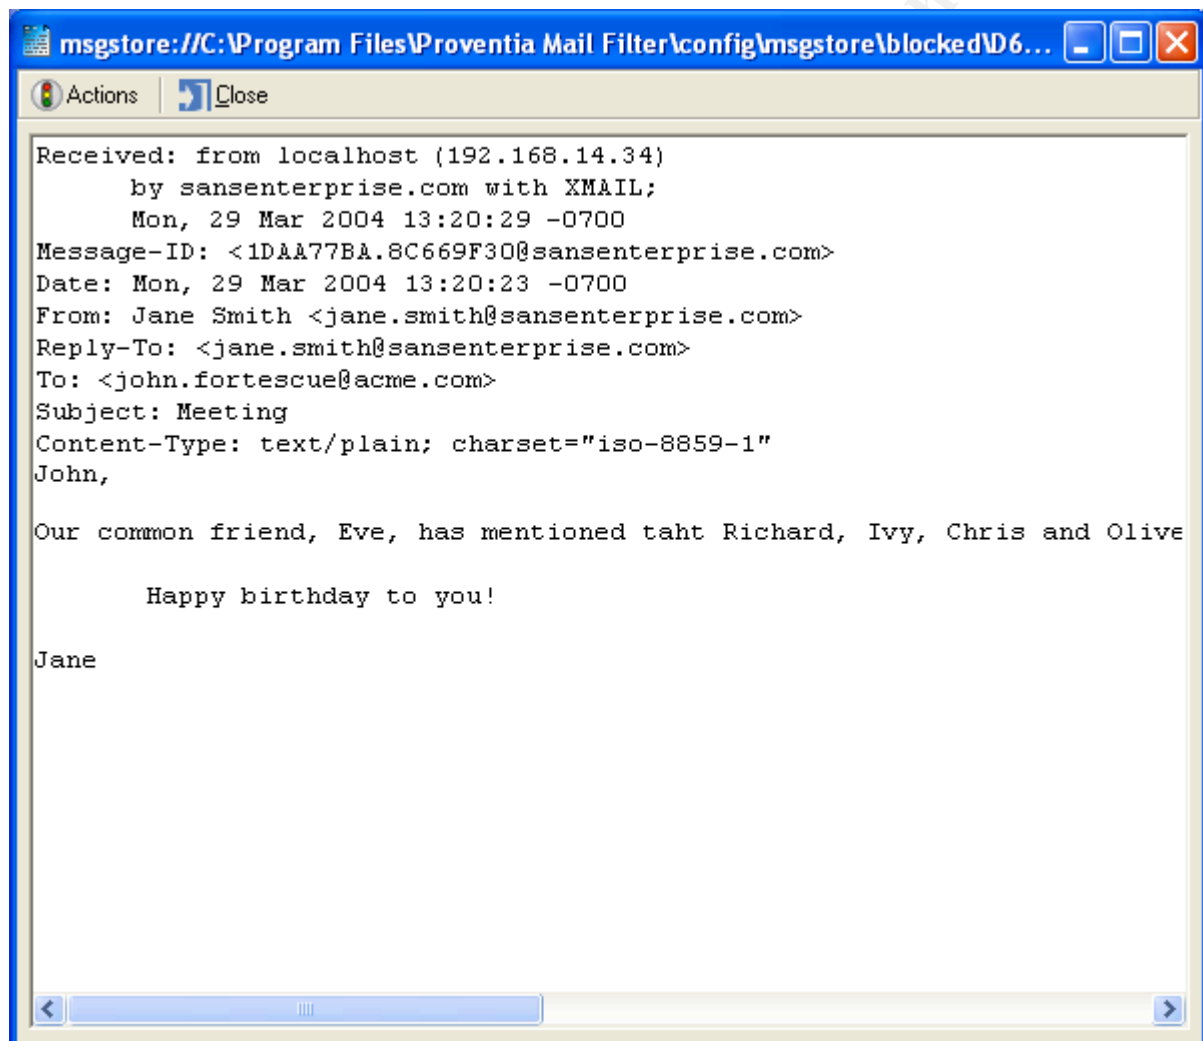 msgstore://C:\Program Files\Proventia Mail Filter\config\msgstore\blocked\D6...
Actions Close
Received: from localhost (192.168.14.34)
by sansenterprise.com with XMAIL;
Mon, 29 Mar 2004 13:20:29 -0700
Message-ID: <1DAA77BA.8C669F30@sansenterprise.com>
Date: Mon, 29 Mar 2004 13:20:23 -0700
From: Jane Smith <jane.smith@sansenterprise.com>
Reply-To: <jane.smith@sansenterprise.com>
To: <john.fortescue@acme.com>
Subject: Meeting
Content-Type: text/plain; charset="iso-8859-1"
John,
Our common friend, Eve, has mentioned taht Richard, Ivy, Chris and Olive
Happy birthday to you!
Jane